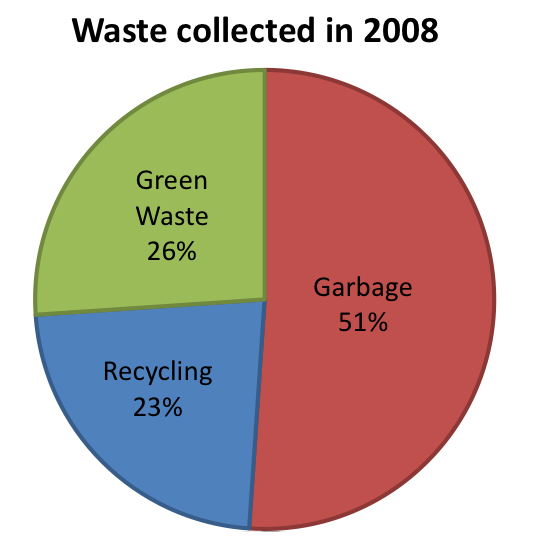 Waste collected in 2008
Green
Waste
26%
Garbage
51%
Recycling
23%